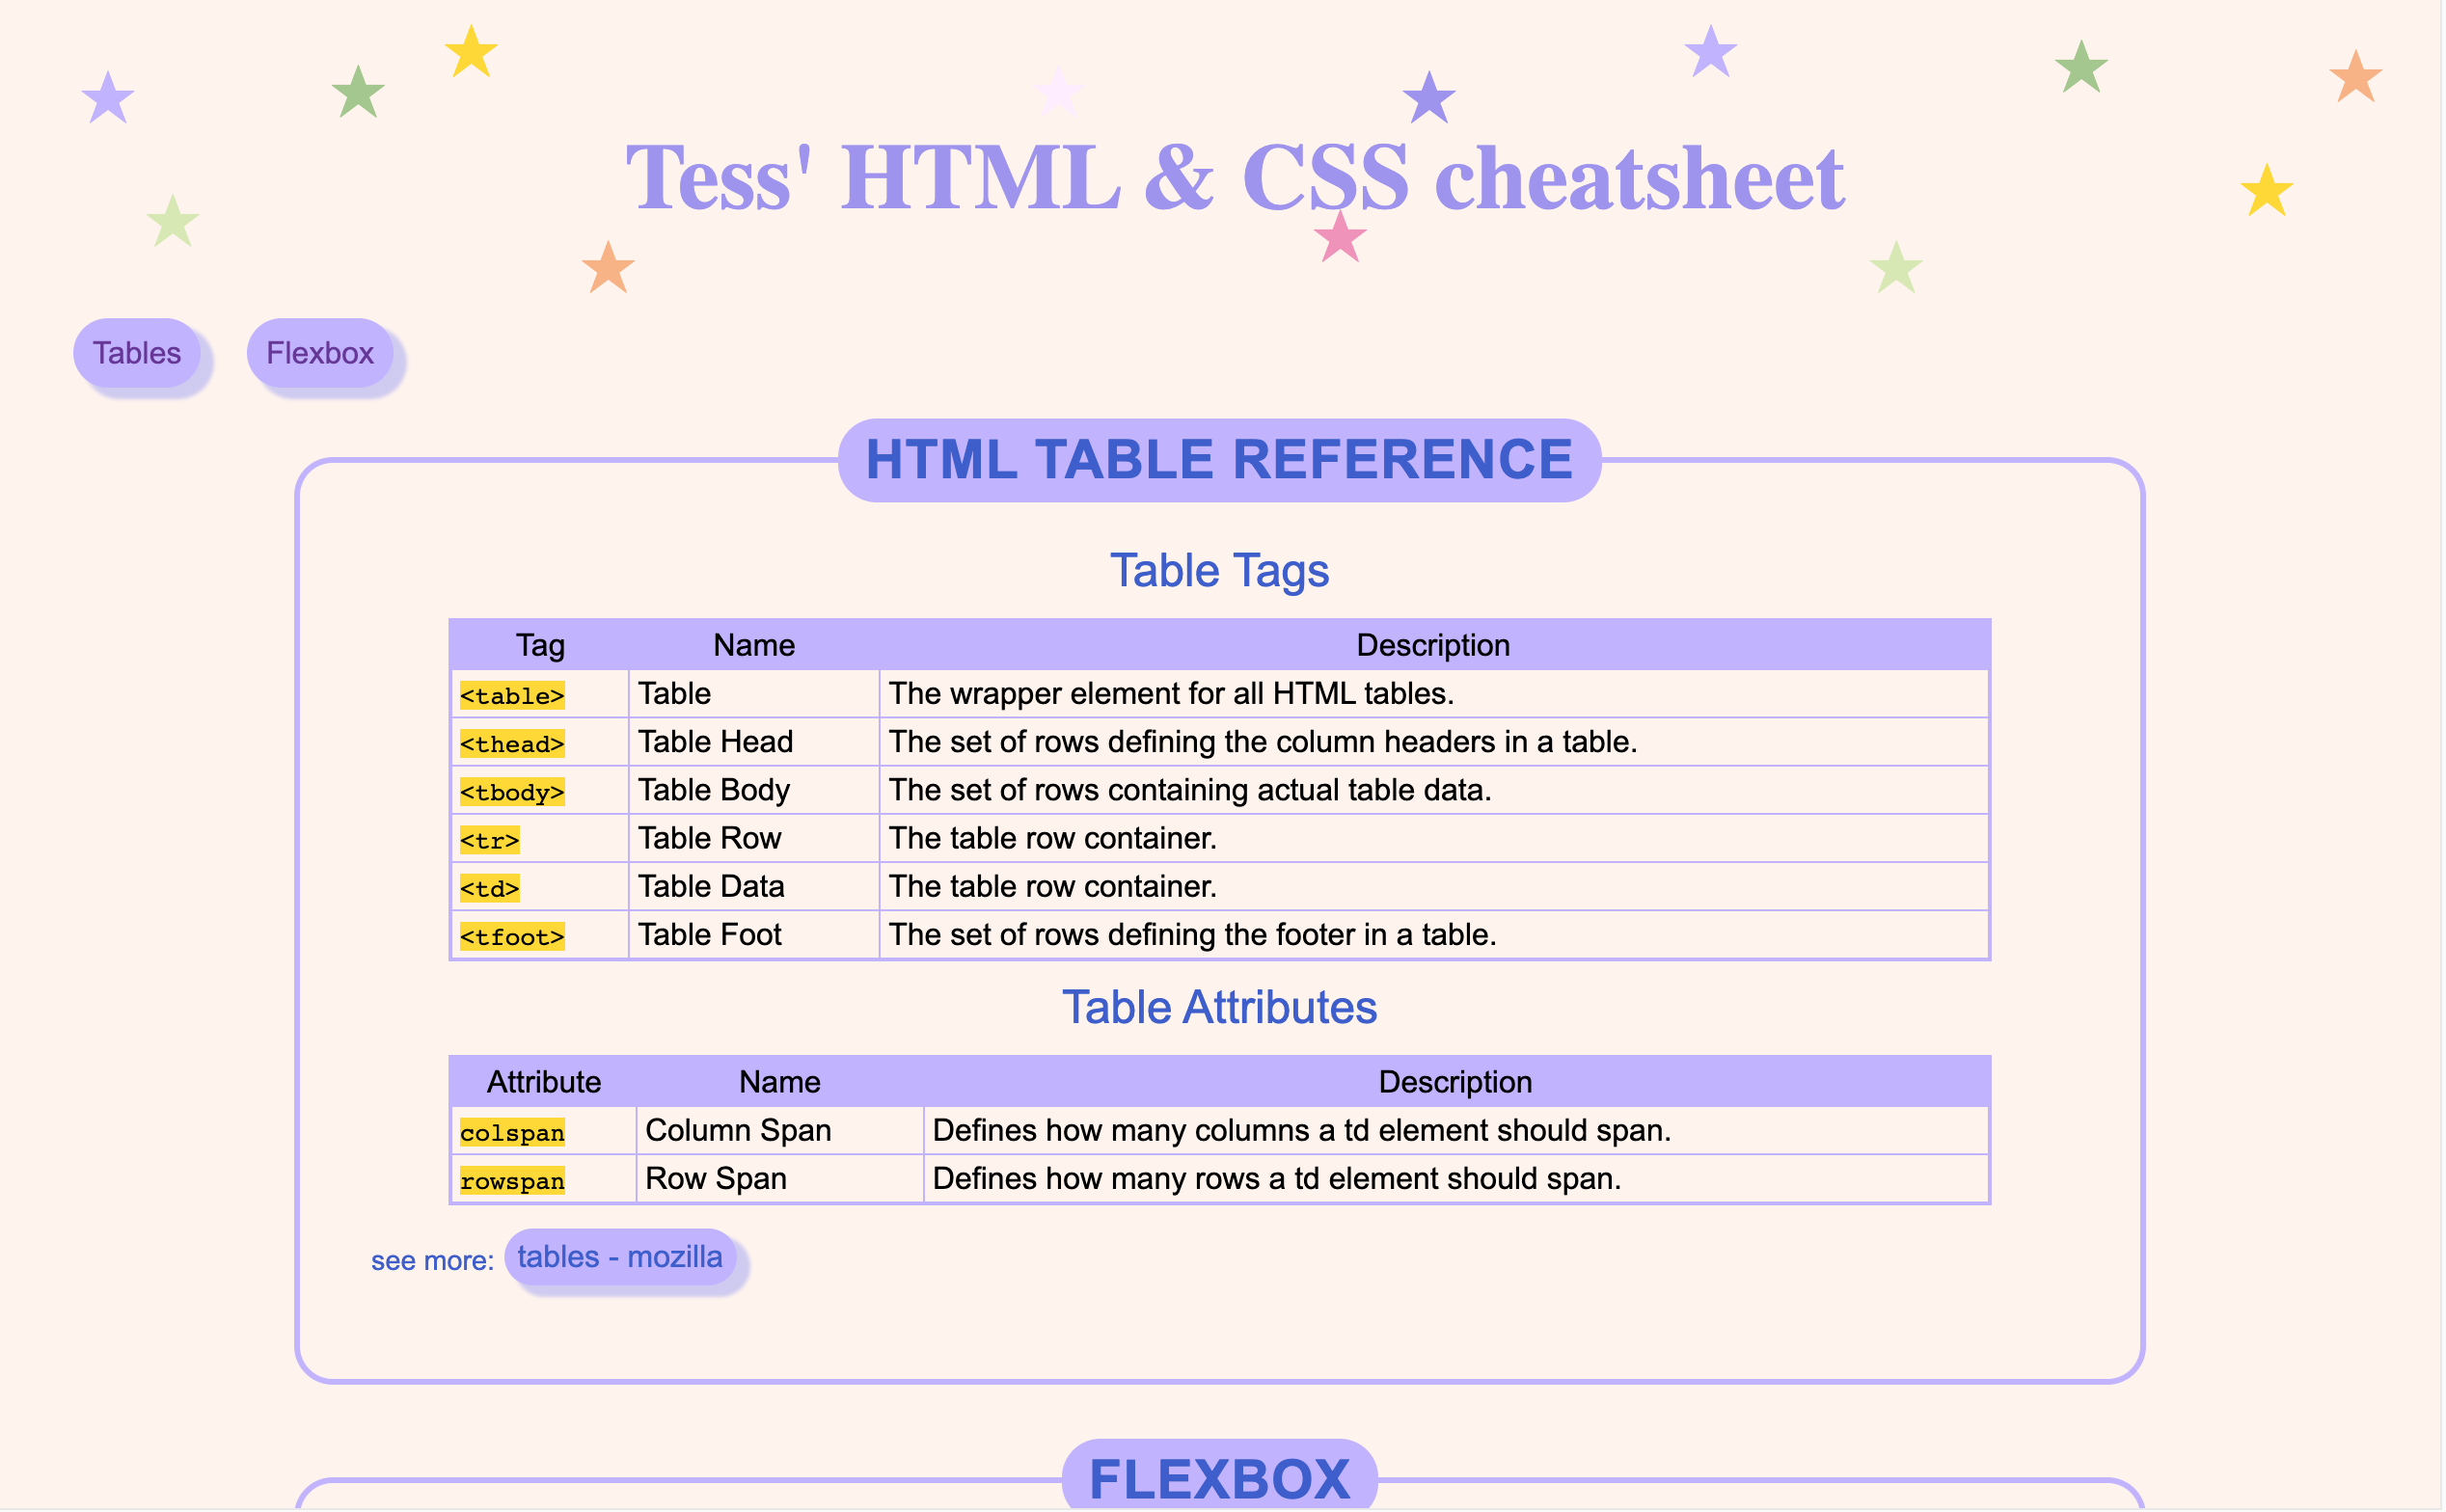 Tess' HTML & CSS cheatsheet
Tables Flexbox
HTML TABLE REFERENCE
Table Tags
Tag Name Description
<table> Table The wrapper element for all HTML tables.
<thead> Table Head The set of rows defining the column headers in a table.
<tbody> Table Body The set of rows containing actual table data.
<tr> Table Row The table row container.
<td> Table Data The table row container.
<tfoot> Table Foot The set of rows defining the footer in a table.
Table Attributes
Attribute Name Description
colspan Column Span Defines how many columns a td element should span.
rowspan Row Span Defines how many rows a td element should span.
see more: tables - mozilla
FLEXBOX